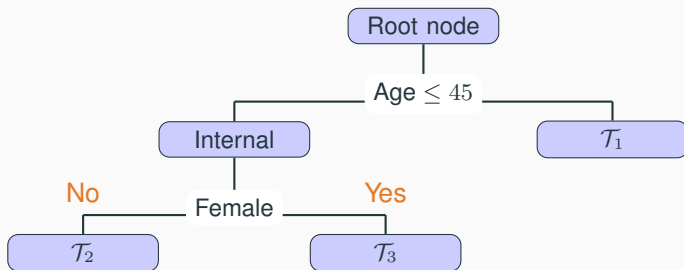 Root node
Age ≤ 45
Internal
𝒯₁
No
Yes
Female
𝒯₂
𝒯₃